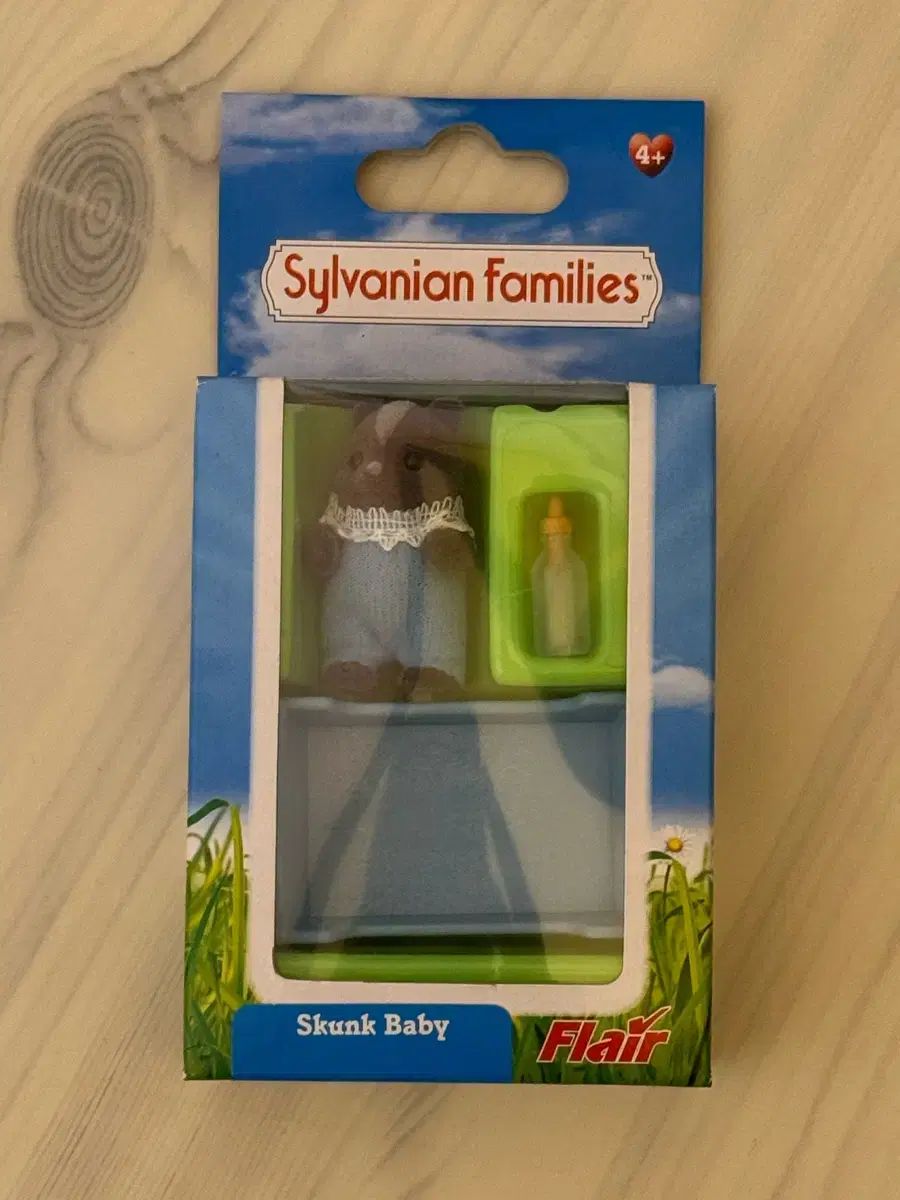 4+
Sylvanian Families™
Skunk Baby
Flair